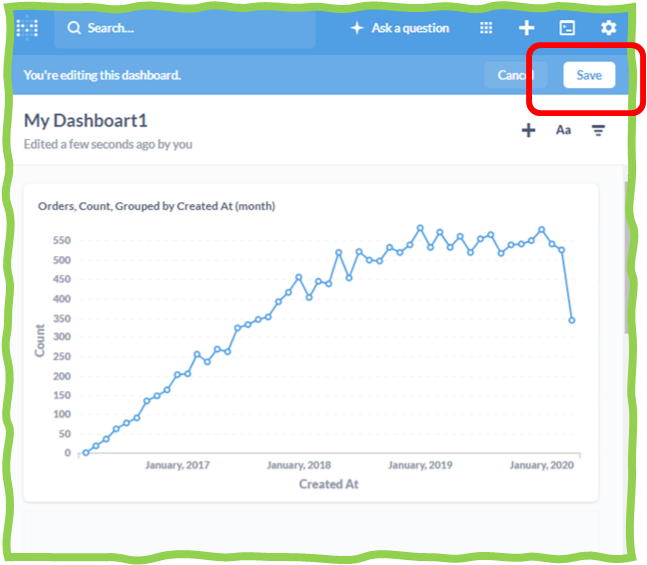 Search...
Ask a question
You're editing this dashboard.
Cancel
Save
My Dashboart1
Edited a few seconds ago by you
Aa
Orders, Count, Grouped by Created At (month)
550
500
450
400
350
300
250
200
150
100
50
0
Count
January, 2017
January, 2018
January, 2019
January, 2020
Created At